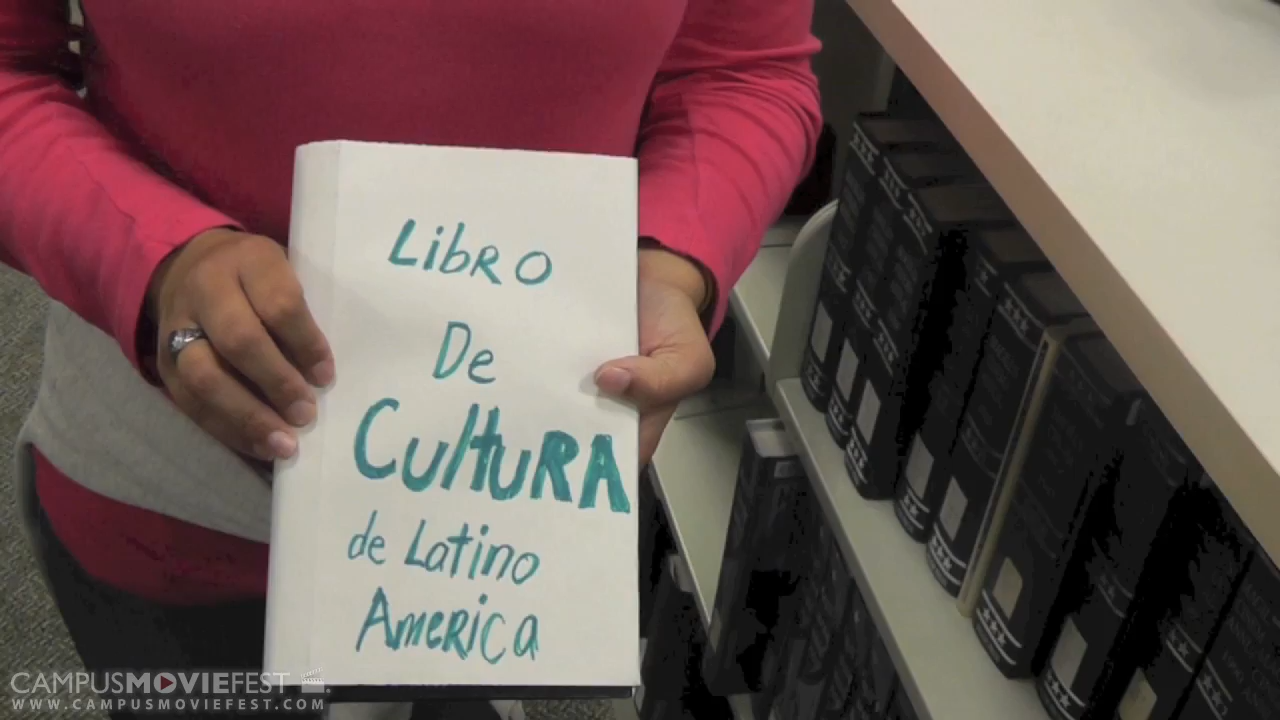 Libro
De
Cultura
de Latino
America
CAMPUSMOVIEFEST
WWW.CAMPUSMOVIEFEST.COM